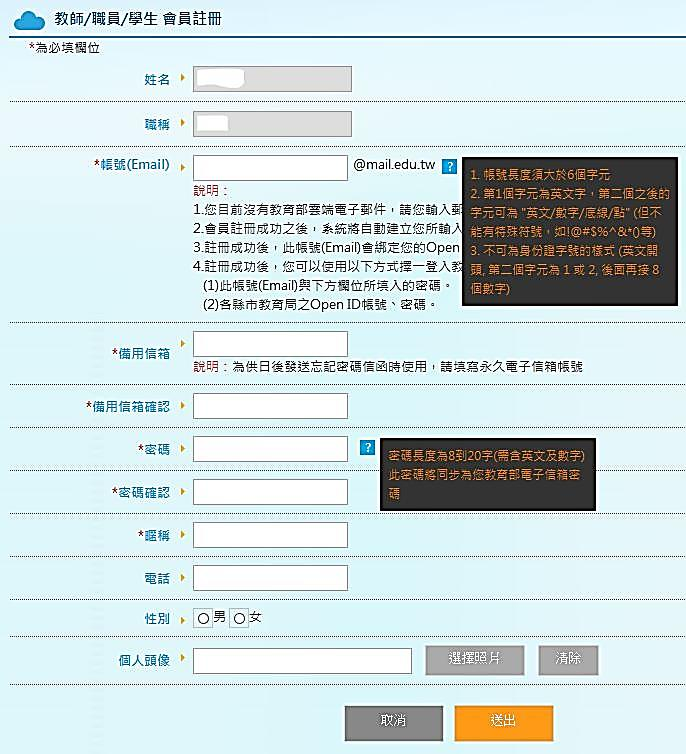 教師/職員/學生 會員註冊
*為必填欄位
姓名
職稱
*帳號(Email) @mail.edu.tw ?
說明：
1.您目前沒有教育部雲端電子郵件，請您輸入
2.會員註冊成功之後，系統將自動建立您所輸入
3.註冊成功後，此帳號(Email)會綁定您的Open
4.註冊成功後，您可以使用以下方式擇一登入教
(1)此帳號(Email)與下方欄位所填入的密碼。
(2)各縣市教育局之Open ID帳號、密碼。
1. 帳號長度須大於6個字元
2. 第1個字元為英文字，第二個之後的
字元可為 "英文/數字/底線/點" (但不
能有特殊符號，如!@#$%^&*()等)
3. 不可為身份證字號的樣式 (英文開
頭, 第二個字元為 1 或 2, 後面再接 8
個數字)
*備用信箱
說明：為供日後發送忘記密碼信函時使用，請填寫永久電子信箱帳號
*備用信箱確認
*密碼 ?
密碼長度為8到20字(需含英文及數字)
此密碼將同步為您教育部電子信箱密
碼
*密碼確認
*暱稱
電話
性別 男 女
個人頭像 選擇照片 清除
取消 送出